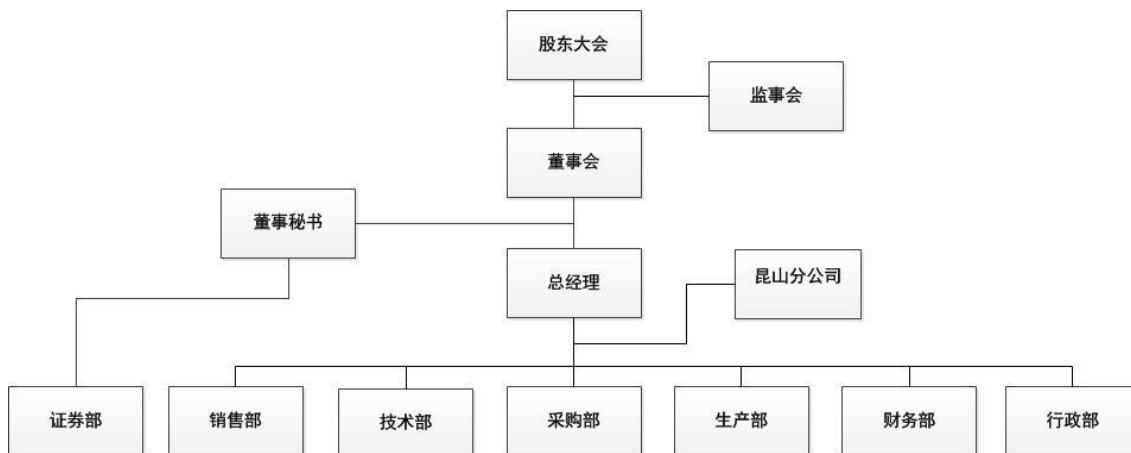 股东大会
监事会
董事会
董事秘书
总经理
昆山分公司
证券部
销售部
技术部
采购部
生产部
财务部
行政部